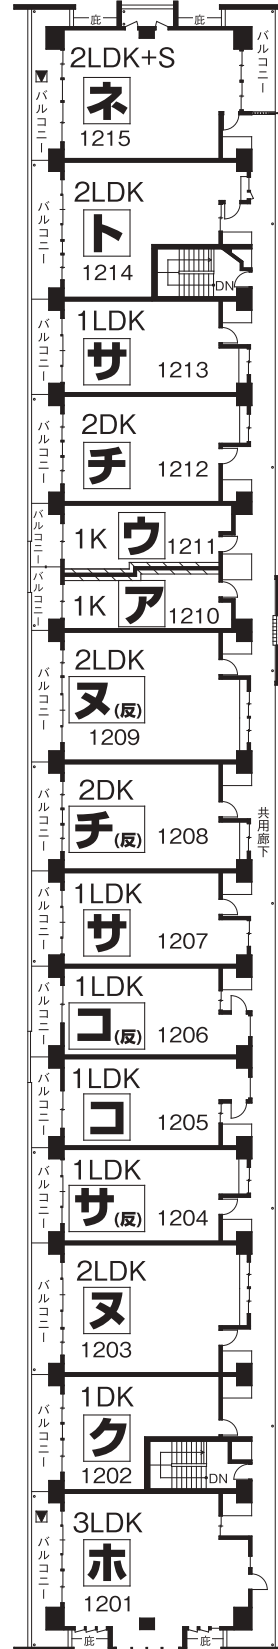 庇
庇
バルコニー
2LDK+S
ネ
1215
バルコニー
2LDK
ト
1214
バルコニー
DN
1LDK
サ
1213
バルコニー
2DK
チ
1212
バルコニー
1K ウ 1211
バルコニー
1K ア 1210
バルコニー
2LDK
ヌ(反)
1209
バルコニー
2DK
チ(反) 1208
バルコニー
共用廊下
1LDK
サ 1207
バルコニー
1LDK
コ(反) 1206
バルコニー
1LDK
コ 1205
バルコニー
1LDK
サ(反) 1204
バルコニー
2LDK
ヌ
1203
バルコニー
1DK
ク
1202
バルコニー
DN
3LDK
ホ
1201
バルコニー
庇
庇
バルコニー